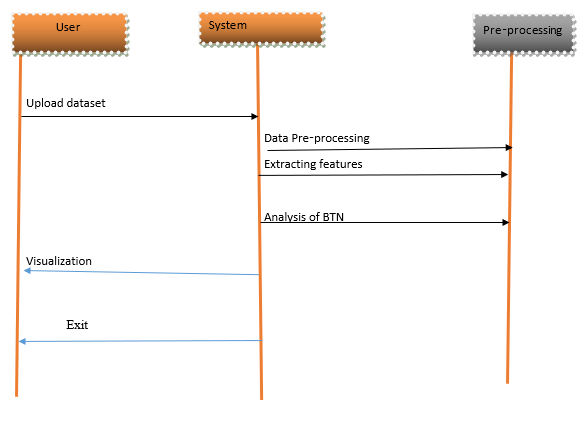 User
System
Pre-processing
Upload dataset
Data Pre-processing
Extracting features
Analysis of BTN
Visualization
Exit